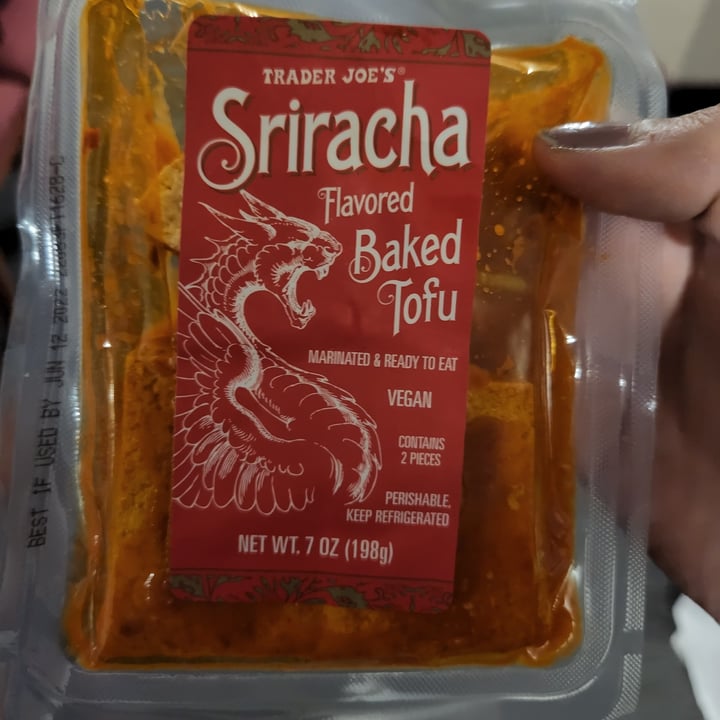 TRADER JOE'S®
Sriracha
Flavored
Baked
Tofu
MARINATED & READY TO EAT
VEGAN
CONTAINS
2 PIECES
PERISHABLE,
KEEP REFRIGERATED
NET WT. 7 OZ (198g)
BEST IF USED BY JUN 12 2022